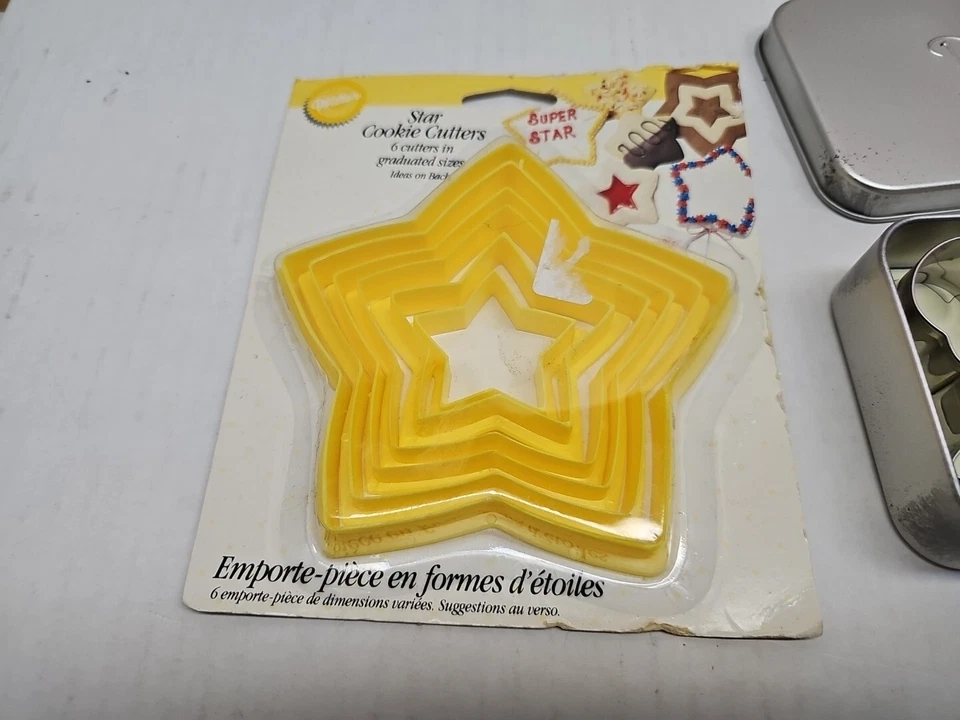 Wilton
Star
Cookie Cutters
6 cutters in
graduated sizes
Ideas on Back
SUPER
STAR
Emporte-pièce en formes d'étoiles
6 emporte-pièce de dimensions variées. Suggestions au verso.